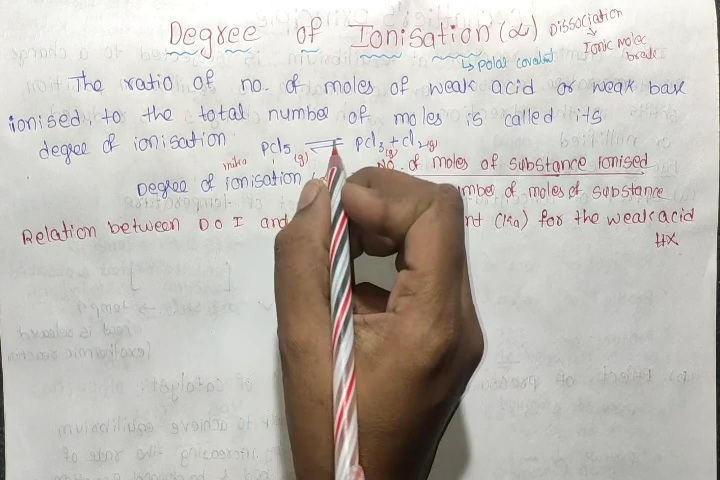 Degree of Ionisation (α) Dissociation
↳ polar covalent Ionic molec
break
The ratio of no. of moles of weak acid or weak base
ionised, to the total number of moles is called its
degree of ionisation PCl5 ⇌ PCl3 + Cl2(g)
initia (g) (g)
Degree of ionisation No. of moles of substance ionised
mber of moles of substance
Relation between D O I and nt (Ka) for the weak acid
HX